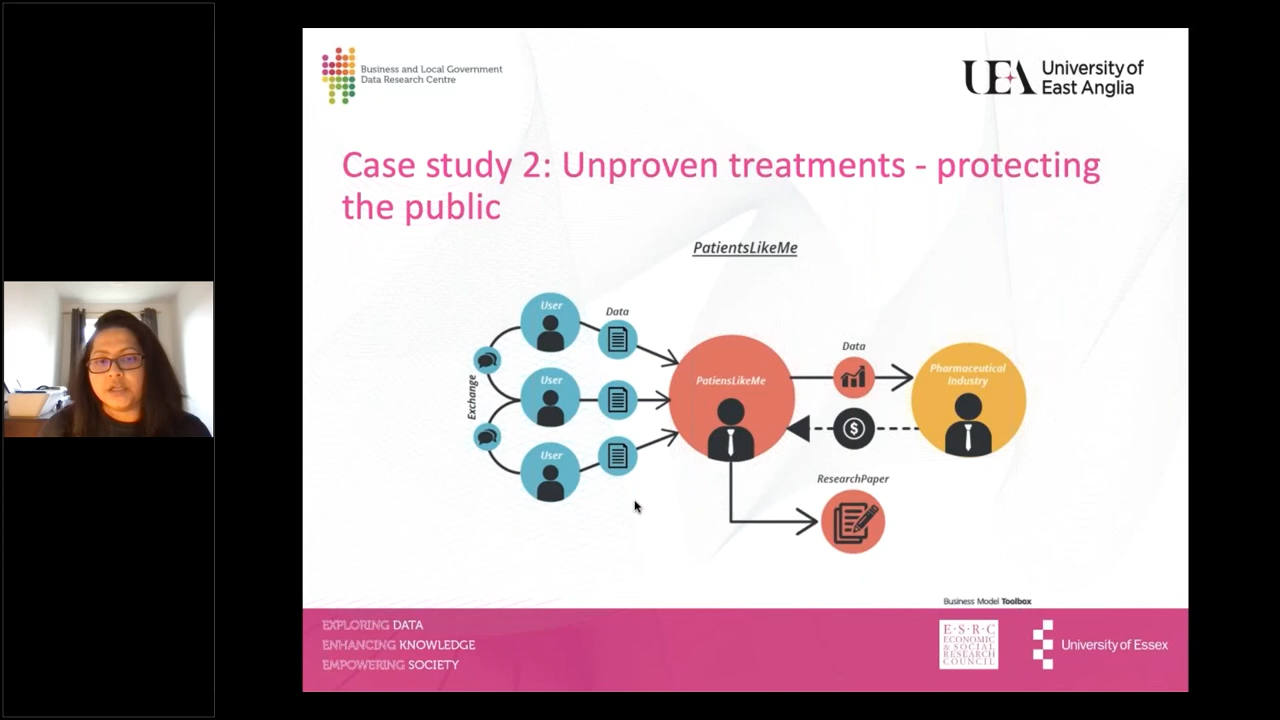 Business and Local Government
Data Research Centre
UEA University of
East Anglia
Case study 2: Unproven treatments - protecting
the public
PatientsLikeMe
User
Data
User
Exchange
User
PatiensLikeMe
Data
Pharmaceutical
Industry
$
ResearchPaper
Business Model Toolbox
EXPLORING DATA
ENHANCING KNOWLEDGE
EMPOWERING SOCIETY
E·S·R·C
ECONOMIC
& SOCIAL
RESEARCH
COUNCIL
University of Essex